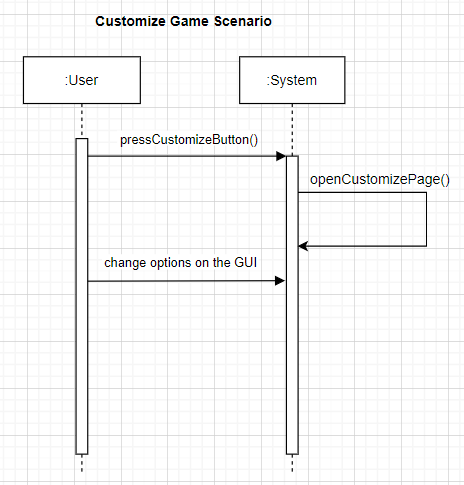 Customize Game Scenario
:User
:System
pressCustomizeButton()
openCustomizePage()
change options on the GUI